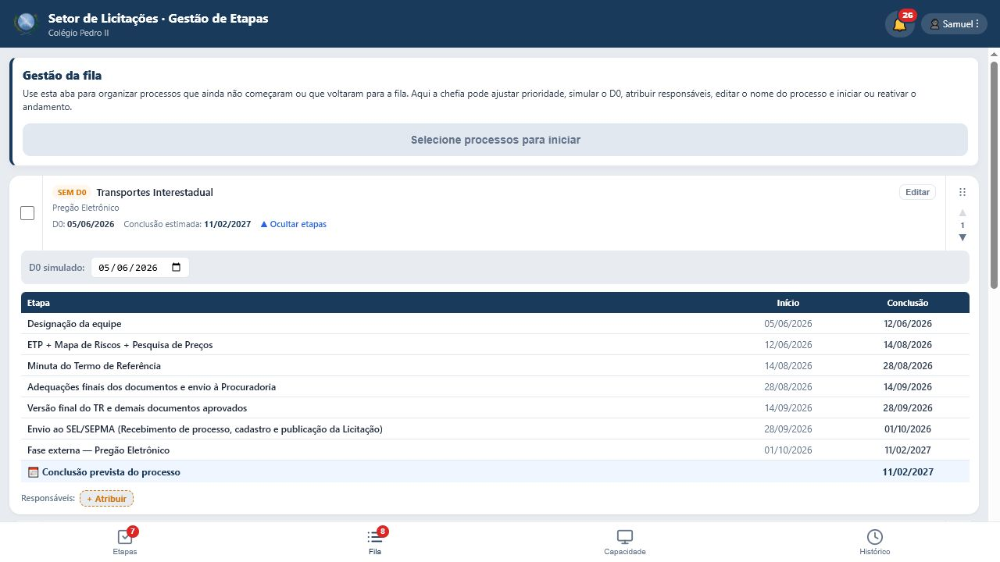 Setor de Licitações · Gestão de Etapas
Colégio Pedro II
26
Samuel
Gestão da fila
Use esta aba para organizar processos que ainda não começaram ou que voltaram para a fila. Aqui a chefia pode ajustar prioridade, simular o D0, atribuir responsáveis, editar o nome do processo e iniciar ou reativar o
andamento.
Selecione processos para iniciar
SEM D0 Transportes Interestadual
Editar
Pregão Eletrônico
D0: 05/06/2026 Conclusão estimada: 11/02/2027 ▲ Ocultar etapas
▲
1
▼
D0 simulado: 05/06/2026
Etapa Início Conclusão
Designação da equipe 05/06/2026 12/06/2026
ETP + Mapa de Riscos + Pesquisa de Preços 12/06/2026 14/08/2026
Minuta do Termo de Referência 14/08/2026 28/08/2026
Adequações finais dos documentos e envio à Procuradoria 28/08/2026 14/09/2026
Versão final do TR e demais documentos aprovados 14/09/2026 28/09/2026
Envio ao SEL/SEPMA (Recebimento de processo, cadastro e publicação da Licitação) 28/09/2026 01/10/2026
Fase externa — Pregão Eletrônico 01/10/2026 11/02/2027
Conclusão prevista do processo 11/02/2027
Responsáveis: + Atribuir
7
8
Etapas Fila Capacidade Histórico